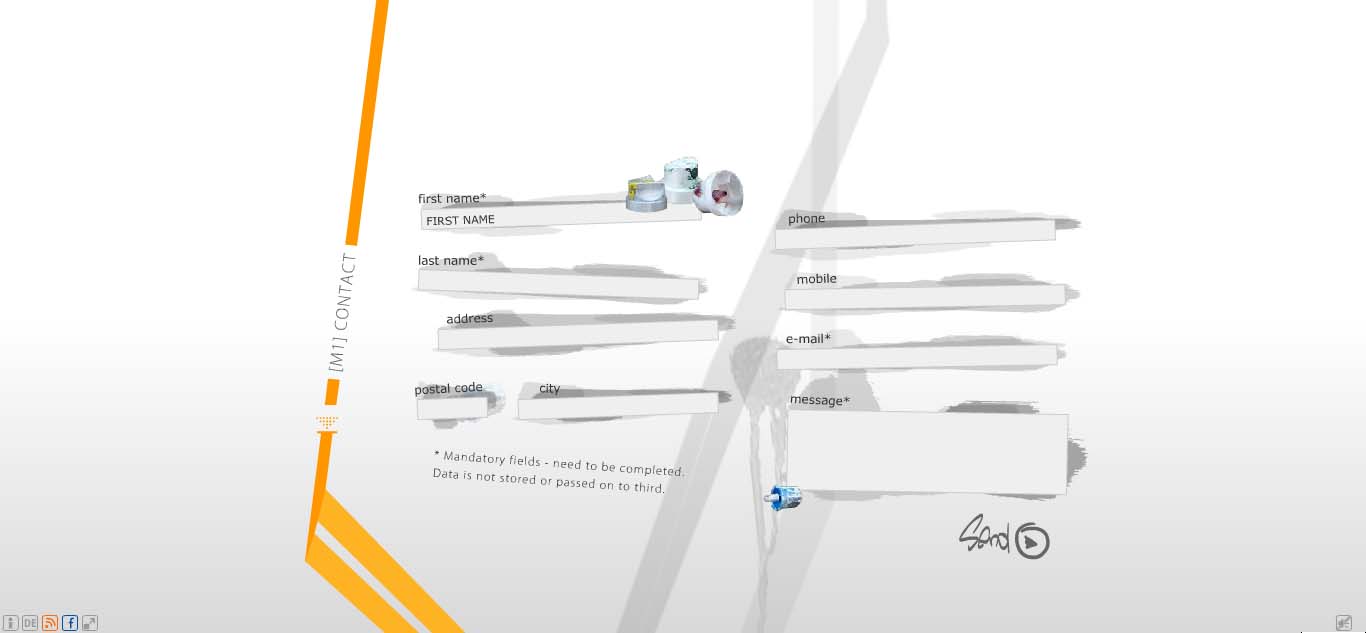 first name*
FIRST NAME
last name*
address
postal code
city
* Mandatory fields - need to be completed.
Data is not stored or passed on to third.
phone
mobile
e-mail*
message*
Send
[M1] CONTACT
DE